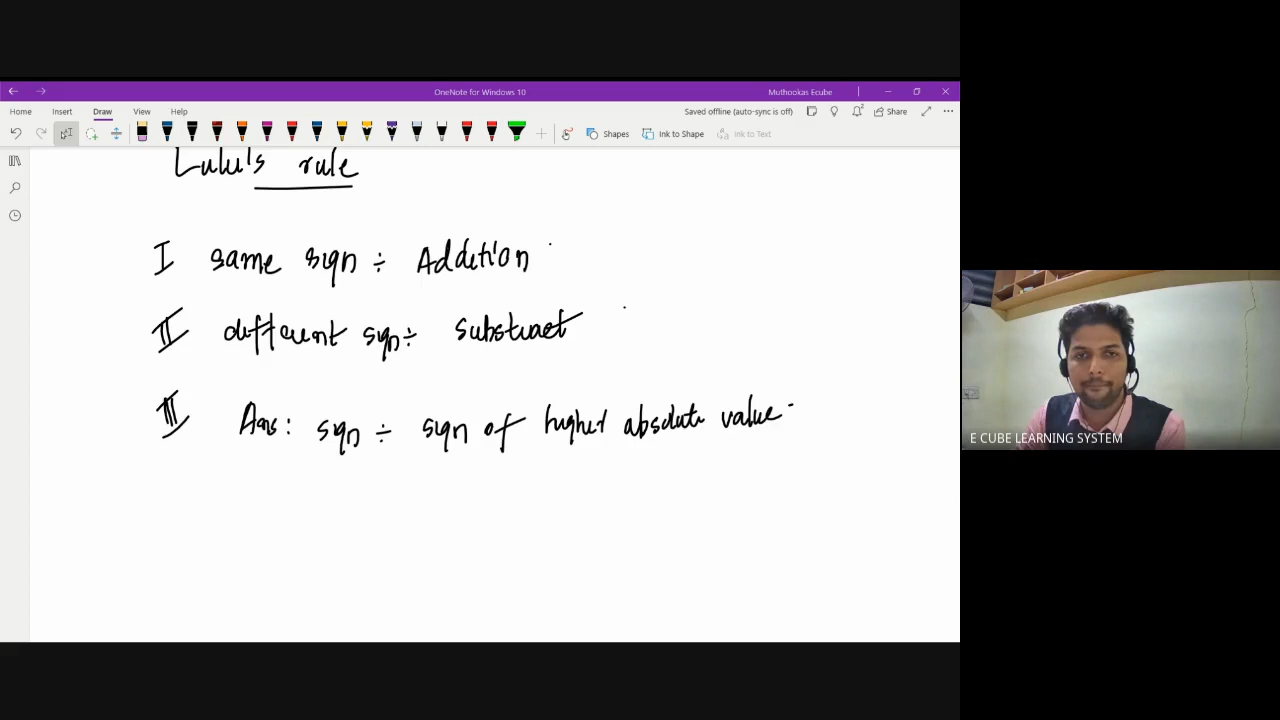 OneNote for Windows 10
Muthookas Ecube
Home Insert Draw View Help
Saved offline (auto-sync is off)
Share
Shapes
Ink to Shape
Ink to Text
Lulu's rule
I same sign ÷ Addition
II different sign ÷ substract
III Ans: sign ÷ sign of higher absolute value
E CUBE LEARNING SYSTEM